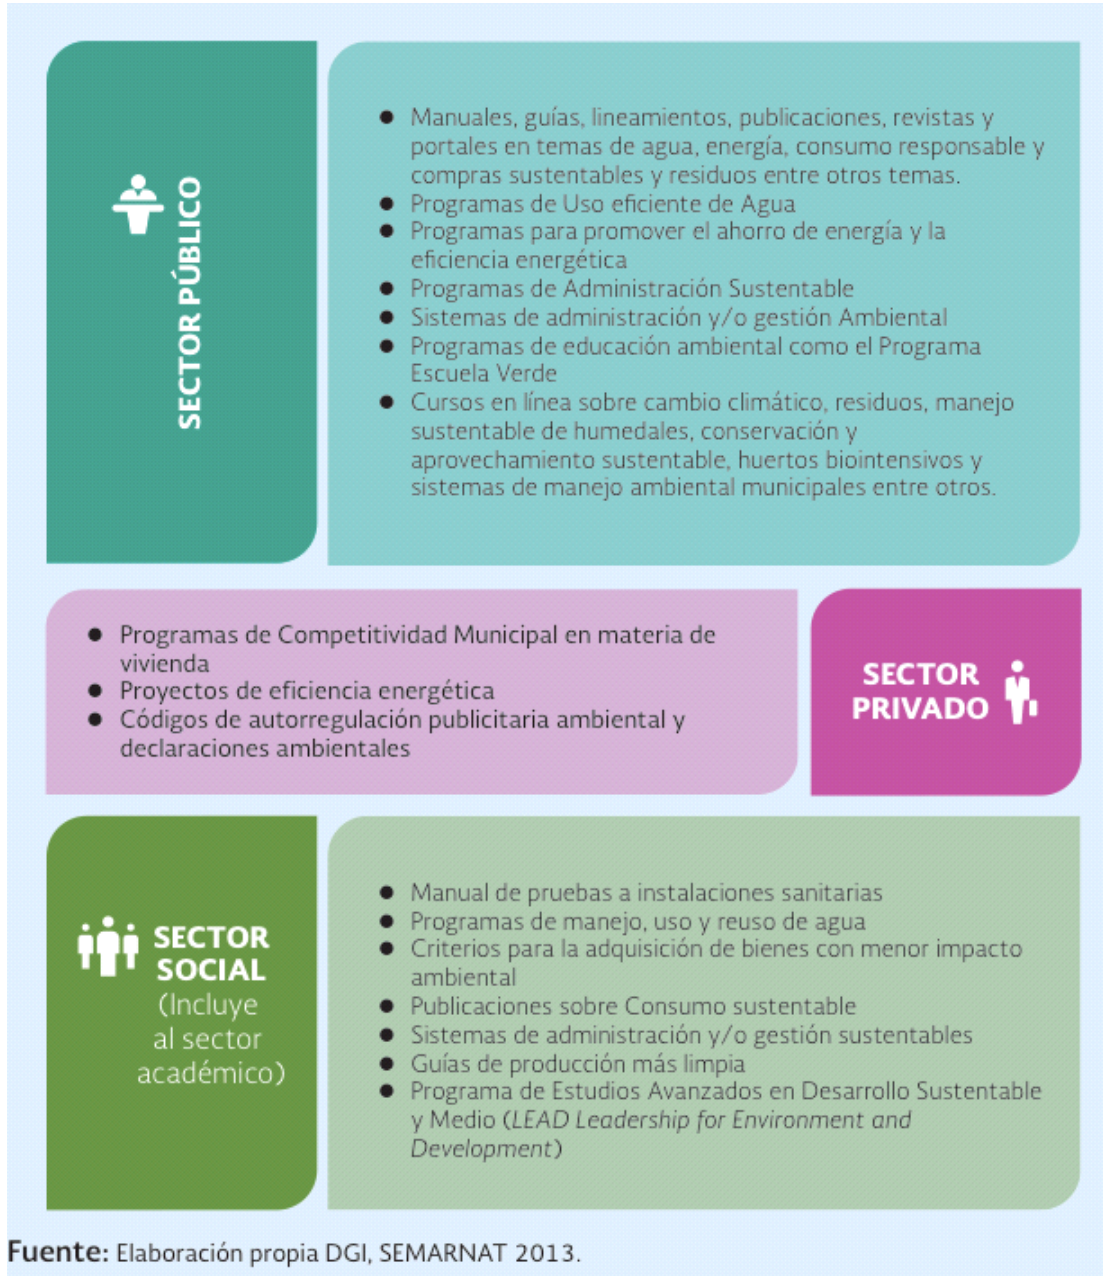 SECTOR PÚBLICO
● Manuales, guías, lineamientos, publicaciones, revistas y
portales en temas de agua, energía, consumo responsable y
compras sustentables y residuos entre otros temas.
● Programas de Uso eficiente de Agua
● Programas para promover el ahorro de energía y la
eficiencia energética
● Programas de Administración Sustentable
● Sistemas de administración y/o gestión Ambiental
● Programas de educación ambiental como el Programa
Escuela Verde
● Cursos en línea sobre cambio climático, residuos, manejo
sustentable de humedales, conservación y
aprovechamiento sustentable, huertos biointensivos y
sistemas de manejo ambiental municipales entre otros.
● Programas de Competitividad Municipal en materia de
vivienda
● Proyectos de eficiencia energética
● Códigos de autorregulación publicitaria ambiental y
declaraciones ambientales
SECTOR
PRIVADO
SECTOR
SOCIAL
(Incluye
al sector
académico)
● Manual de pruebas a instalaciones sanitarias
● Programas de manejo, uso y reuso de agua
● Criterios para la adquisición de bienes con menor impacto
ambiental
● Publicaciones sobre Consumo sustentable
● Sistemas de administración y/o gestión sustentables
● Guías de producción más limpia
● Programa de Estudios Avanzados en Desarrollo Sustentable
y Medio (LEAD Leadership for Environment and
Development)
Fuente: Elaboración propia DGI, SEMARNAT 2013.